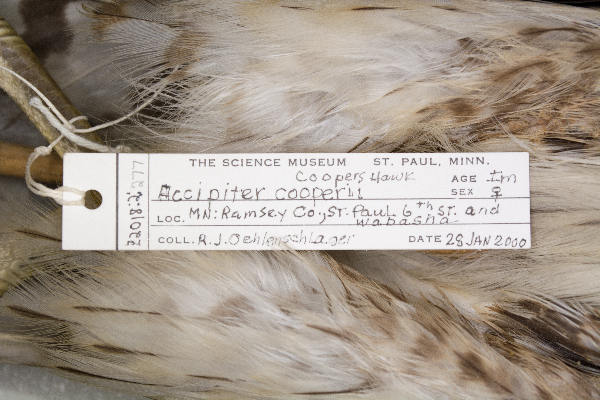 THE SCIENCE MUSEUM ST. PAUL, MINN.
Coopers Hawk AGE Im
Accipiter cooperii SEX ♀
LOC. MN: Ramsey Co., St. Paul 6th St. and
Wabasha
COLL. R.J. Oehlenschlager DATE 28 JAN 2000